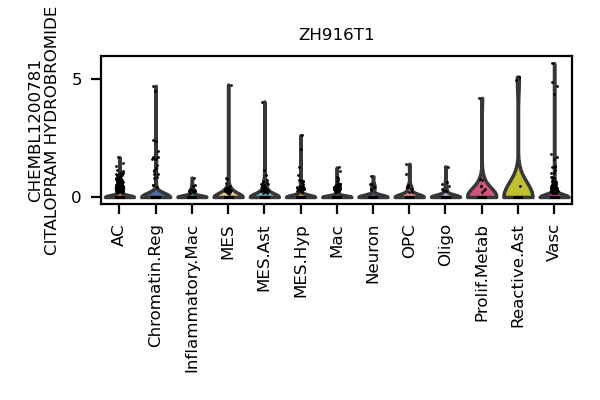 ZH916T1
CHEMBL1200781
CITALOPRAM HYDROBROMIDE
5
0
AC
Chromatin.Reg
Inflammatory.Mac
MES
MES.Ast
MES.Hyp
Mac
Neuron
OPC
Oligo
Prolif.Metab
Reactive.Ast
Vasc